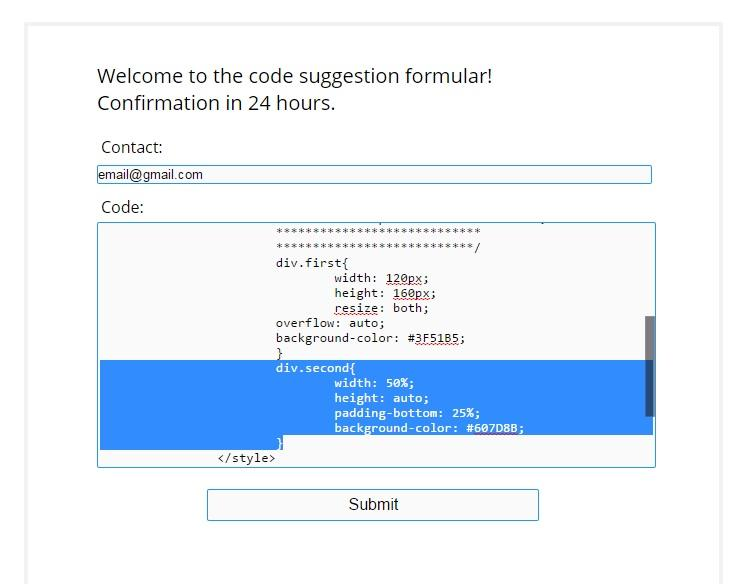 Welcome to the code suggestion formular!
Confirmation in 24 hours.
Contact:
email@gmail.com
Code:
***************************
**************************/
div.first{
width: 120px;
height: 160px;
resize: both;
overflow: auto;
background-color: #3F51B5;
}
div.second{
width: 50%;
height: auto;
padding-bottom: 25%;
background-color: #607D8B;
}
</style>
Submit